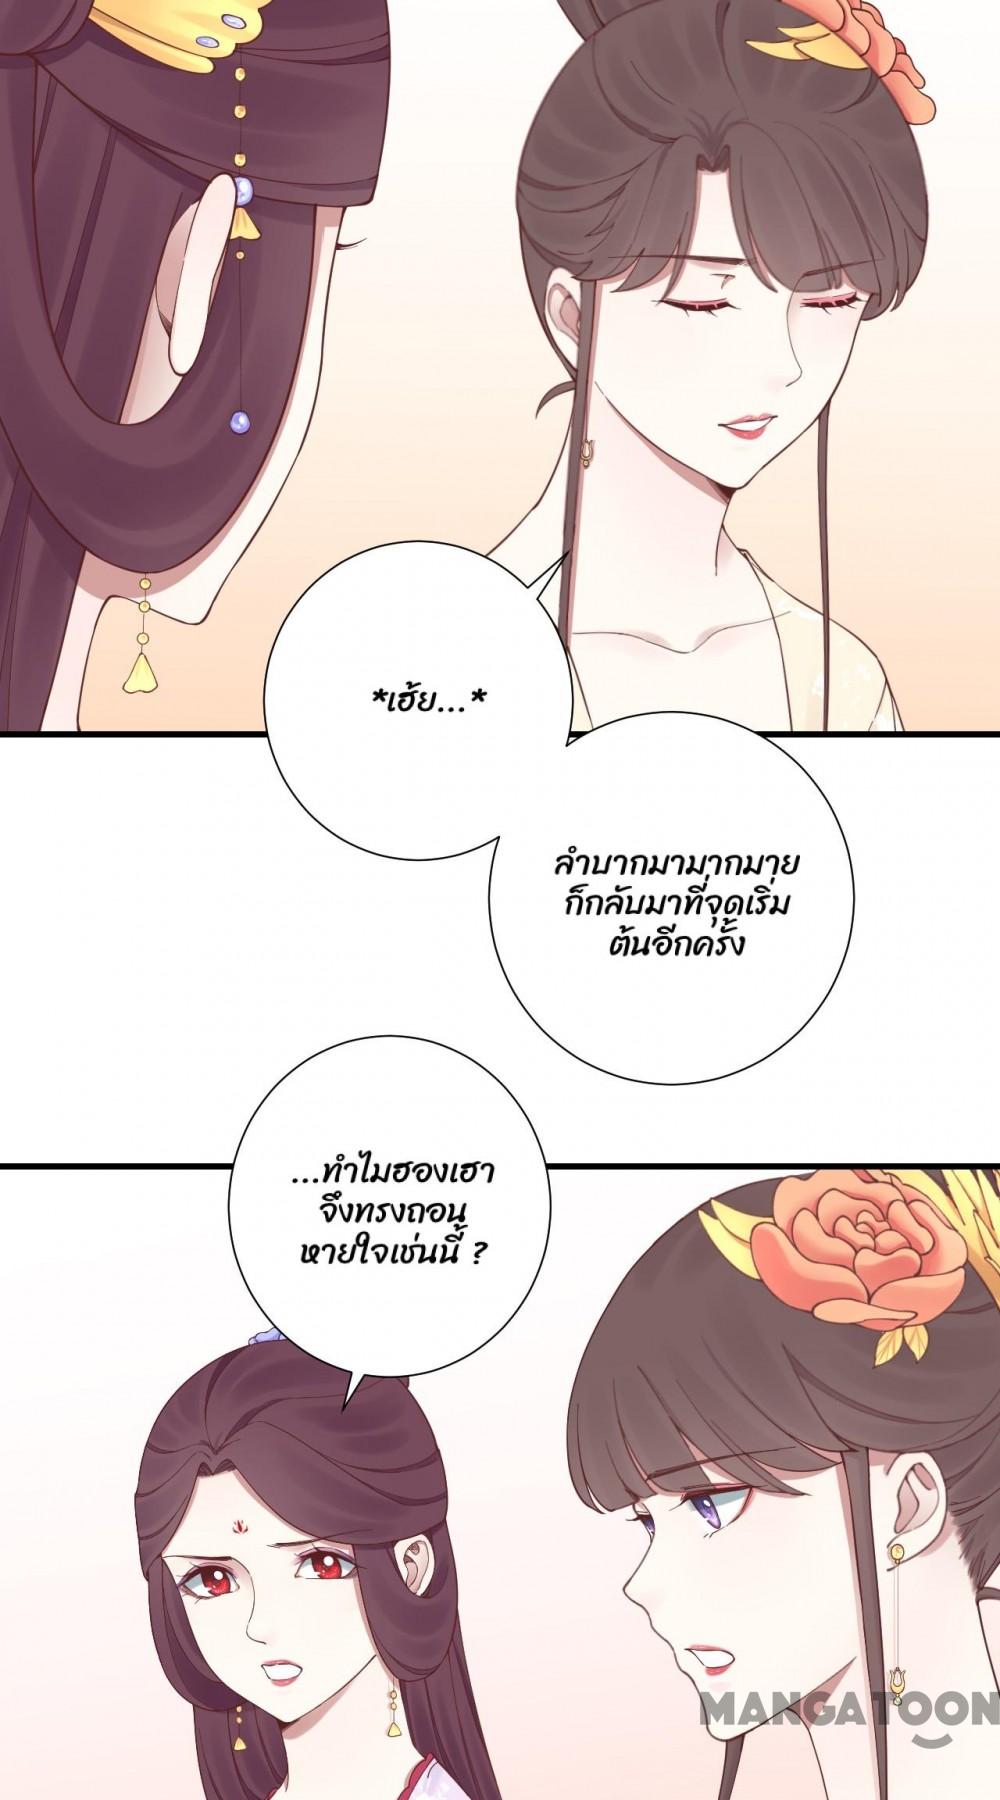 *เฮ้ย...*
ลำบากมามากมาย
ก็กลับมาที่จุดเริ่ม
ต้นอีกครั้ง
...ทำไมฮองเฮา
จึงทรงถอน
หายใจเช่นนี้ ?
MANGATOON